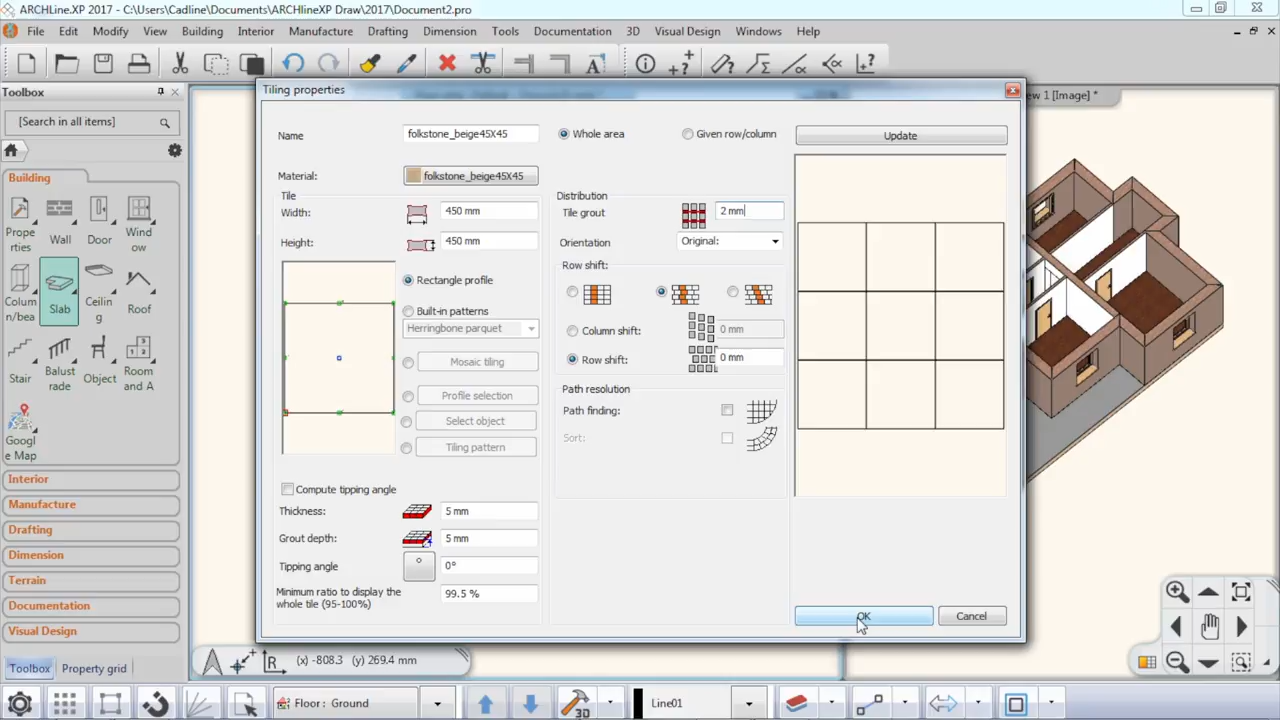 ARCHLine.XP 2017 - C:\Users\Cadline\Documents\ARCHlineXP Draw\2017\Document2.pro
File Edit Modify View Building Interior Manufacture Drafting Dimension Tools Documentation 3D Visual Design Windows Help
Toolbox
[Search in all items]
Building
Prope
rties
Wall
Door
Wind
ow
Colum
n/bea
Slab
Ceilin
g
Roof
Stair
Balust
rade
Object
Room
and A
Googl
e Map
Interior
Manufacture
Drafting
Dimension
Terrain
Documentation
Visual Design
Toolbox Property grid
Tiling properties
Name folkstone_beige45X45
Material: folkstone_beige45X45
Tile
Width: 450 mm
Height: 450 mm
Rectangle profile
Built-in patterns
Herringbone parquet
Mosaic tiling
Profile selection
Select object
Tiling pattern
Compute tipping angle
Thickness: 5 mm
Grout depth: 5 mm
Tipping angle 0°
Minimum ratio to display the
whole tile (95-100%) 99.5 %
Whole area Given row/column
Distribution
Tile grout 2 mm
Orientation Original:
Row shift:
Column shift: 0 mm
Row shift: 0 mm
Path resolution
Path finding:
Sort:
Update
OK Cancel
ew 1 [Image] *
R (x) -808.3 (y) 269.4 mm
Floor : Ground
3D
Line01